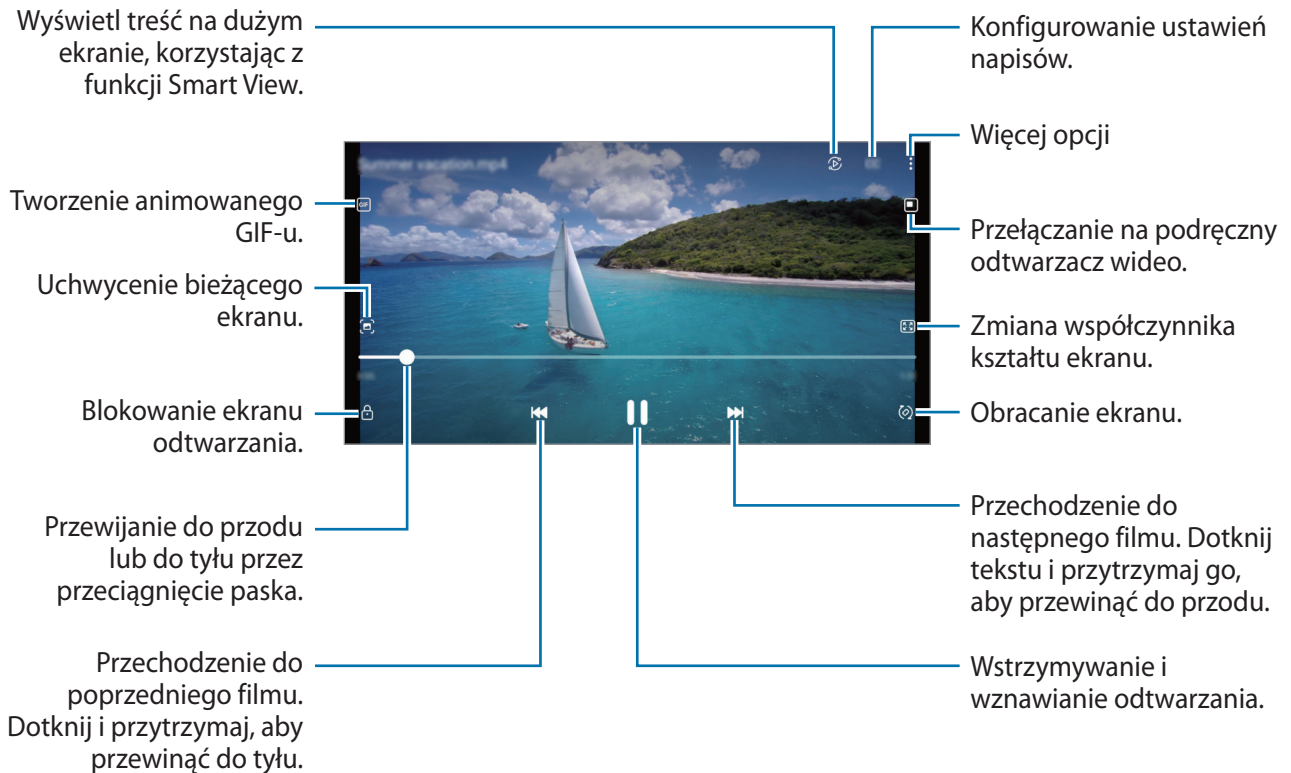 Wyświetl treść na dużym
ekranie, korzystając z
funkcji Smart View.
Konfigurowanie ustawień
napisów.
Więcej opcji
Summer vacation.mp4
Tworzenie animowanego
GIF-u.
GIF
Przełączanie na podręczny
odtwarzacz wideo.
Uchwycenie bieżącego
ekranu.
Zmiana współczynnika
kształtu ekranu.
Blokowanie ekranu
odtwarzania.
Obracanie ekranu.
Przewijanie do przodu
lub do tyłu przez
przeciągnięcie paska.
Przechodzenie do
następnego filmu. Dotknij
tekstu i przytrzymaj go,
aby przewinąć do przodu.
Przechodzenie do
poprzedniego filmu.
Dotknij i przytrzymaj, aby
przewinąć do tyłu.
Wstrzymywanie i
wznawianie odtwarzania.